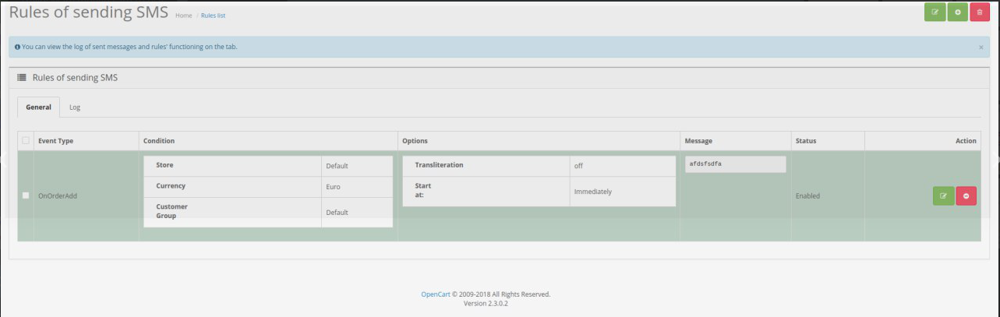 Rules of sending SMS Home / Rules list
You can view the log of sent messages and rules' functioning on the tab.
Rules of sending SMS
General Log
Event Type Condition Options Message Status Action
OnOrderAdd
Store Default
Currency Euro
Customer
Group
Default
Transliteration off
Start
at:
Immediately
afdsfsdfa
Enabled
OpenCart © 2009-2018 All Rights Reserved.
Version 2.3.0.2